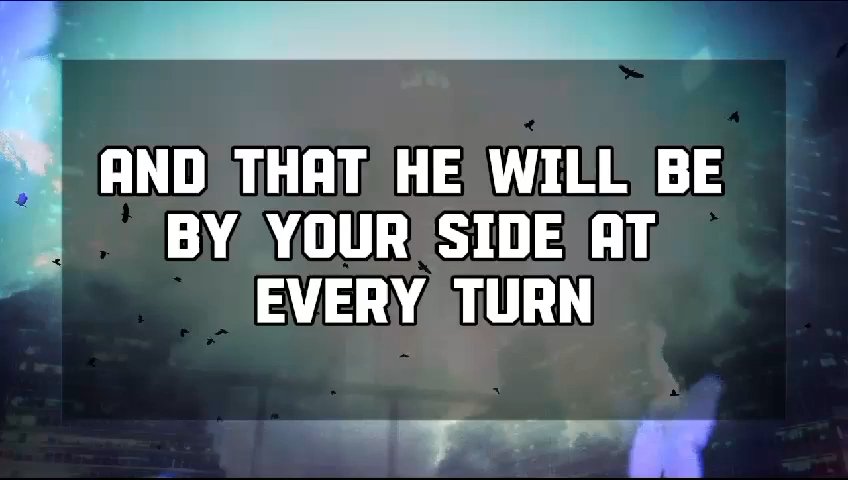 AND THAT HE WILL BE
BY YOUR SIDE AT
EVERY TURN